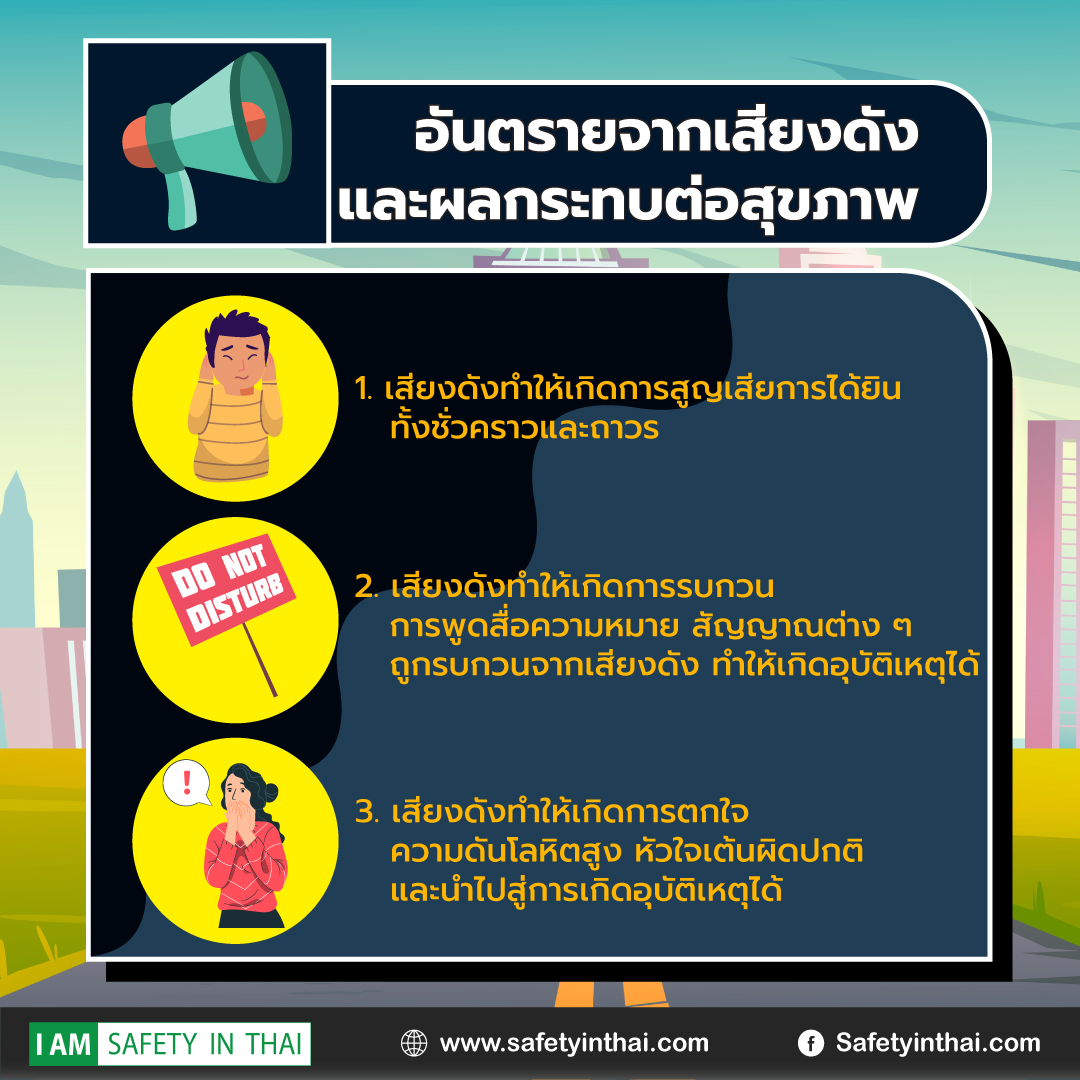 อันตรายจากเสียงดัง
และผลกระทบต่อสุขภาพ
1. เสียงดังทำให้เกิดการสูญเสียการได้ยิน
ทั้งชั่วคราวและถาวร
DO NOT
DISTURB
2. เสียงดังทำให้เกิดการรบกวน
การพูดสื่อความหมาย สัญญาณต่าง ๆ
ถูกรบกวนจากเสียงดัง ทำให้เกิดอุบัติเหตุได้
!
3. เสียงดังทำให้เกิดการตกใจ
ความดันโลหิตสูง หัวใจเต้นผิดปกติ
และนำไปสู่การเกิดอุบัติเหตุได้
I AM SAFETY IN THAI
www.safetyinthai.com
Safetyinthai.com